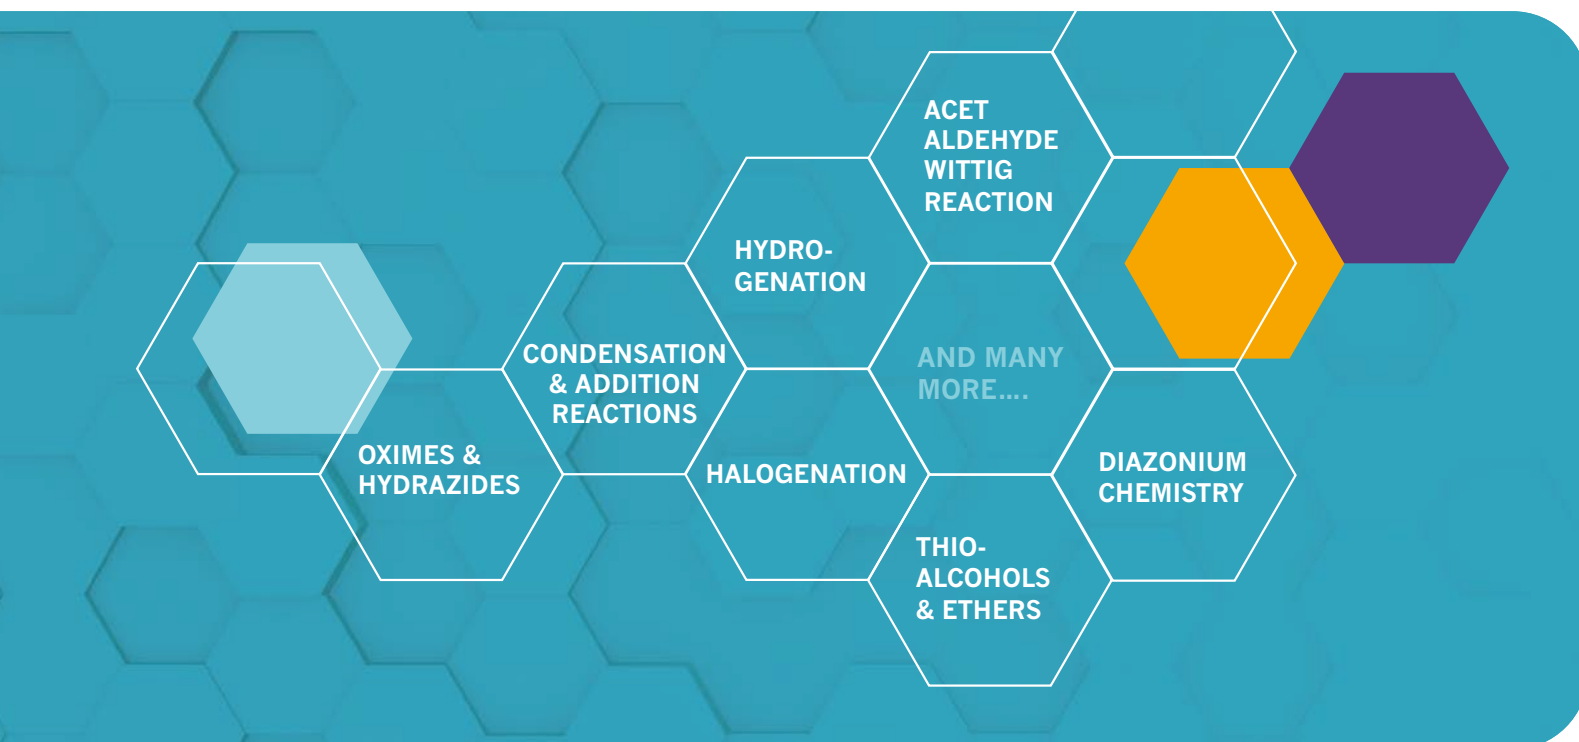 ACET
ALDEHYDE
WITTIG
REACTION
HYDRO-
GENATION
CONDENSATION
& ADDITION
REACTIONS
AND MANY
MORE....
OXIMES &
HYDRAZIDES
HALOGENATION
DIAZONIUM
CHEMISTRY
THIO-
ALCOHOLS
& ETHERS